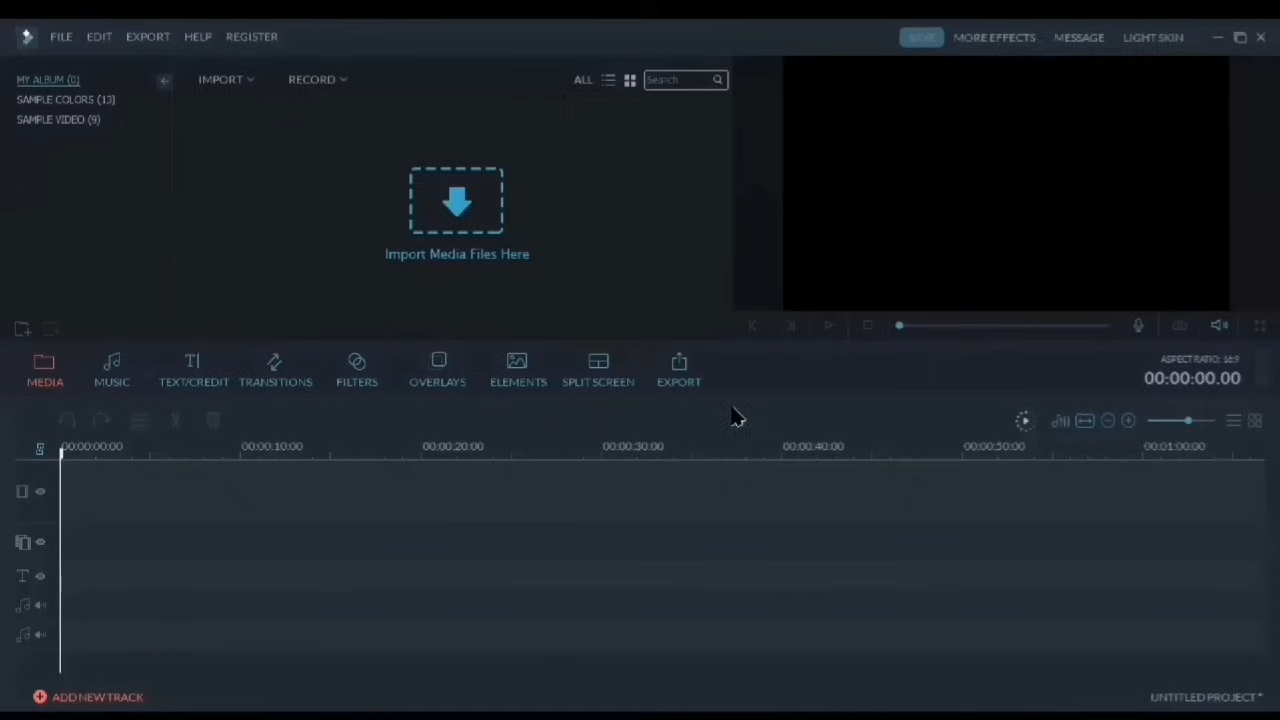 FILE EDIT EXPORT HELP REGISTER SAVE MORE EFFECTS MESSAGE LIGHT SKIN
MY ALBUM (0)
SAMPLE COLORS (13)
SAMPLE VIDEO (9)
IMPORT RECORD ALL Search
Import Media Files Here
MEDIA MUSIC TEXT/CREDIT TRANSITIONS FILTERS OVERLAYS ELEMENTS SPLIT SCREEN EXPORT
ASPECT RATIO: 16:9
00:00:00.00
00:00:00:00 00:00:10:00 00:00:20:00 00:00:30:00 00:00:40:00 00:00:50:00 00:01:00:00
ADD NEW TRACK
UNTITLED PROJECT*